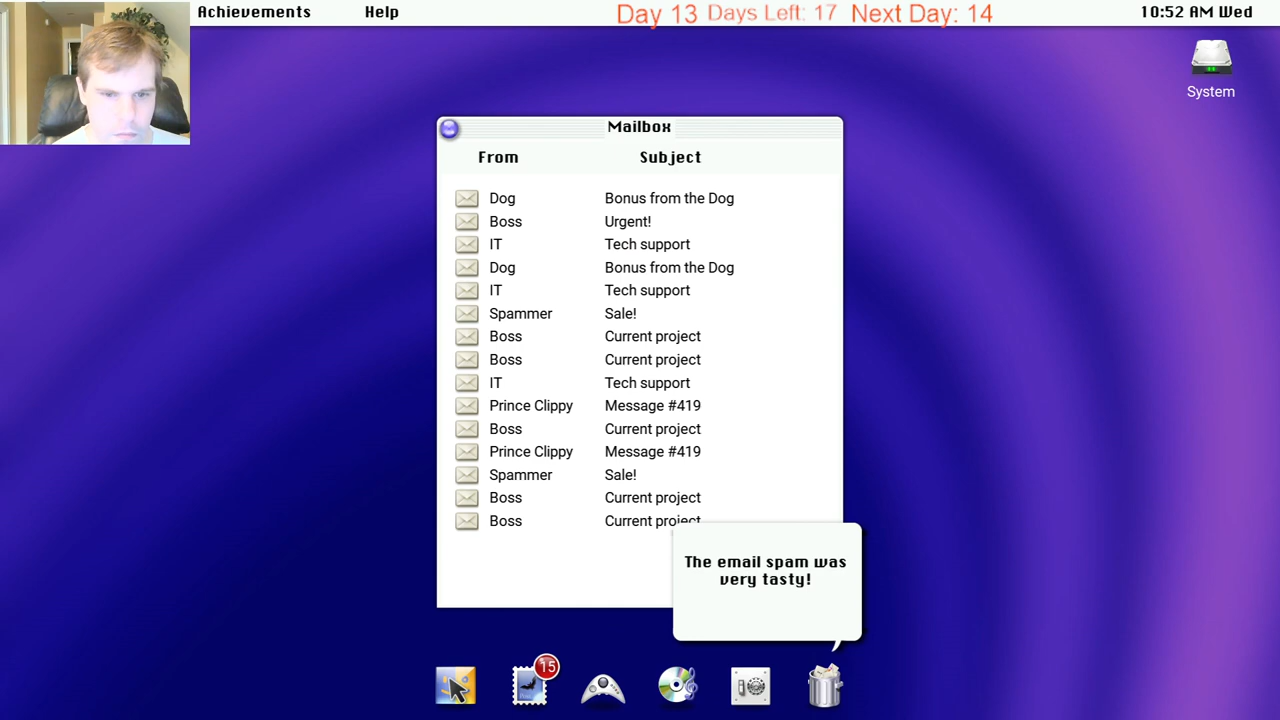 Achievements Help Day 13 Days Left: 17 Next Day: 14 10:52 AM Wed
System
Mailbox
From Subject
Dog Bonus from the Dog
Boss Urgent!
IT Tech support
Dog Bonus from the Dog
IT Tech support
Spammer Sale!
Boss Current project
Boss Current project
IT Tech support
Prince Clippy Message #419
Boss Current project
Prince Clippy Message #419
Spammer Sale!
Boss Current project
Boss Current project
The email spam was
very tasty!
15